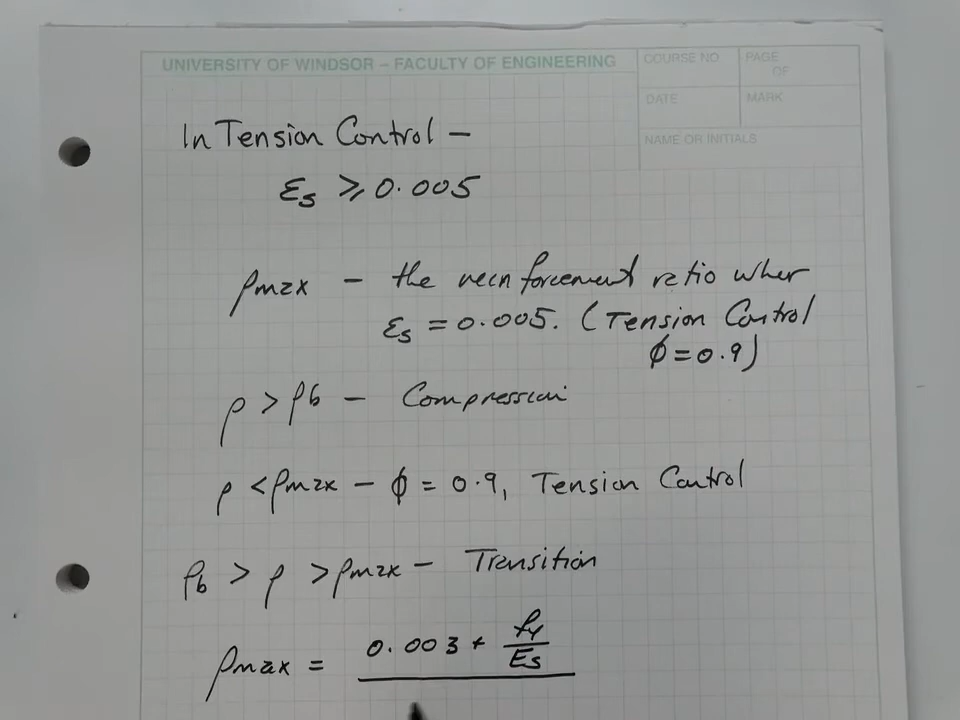 UNIVERSITY OF WINDSOR – FACULTY OF ENGINEERING
COURSE NO
PAGE
OF
DATE
MARK
NAME OR INITIALS
In Tension Control –
εs ≥ 0.005
ρmax – the reinforcement ratio when
εs = 0.005. (Tension Control
φ = 0.9)
ρ > ρb – Compression
ρ < ρmax – φ = 0.9, Tension Control
ρb > ρ > ρmax – Transition
ρmax = 0.003 + fy/Es